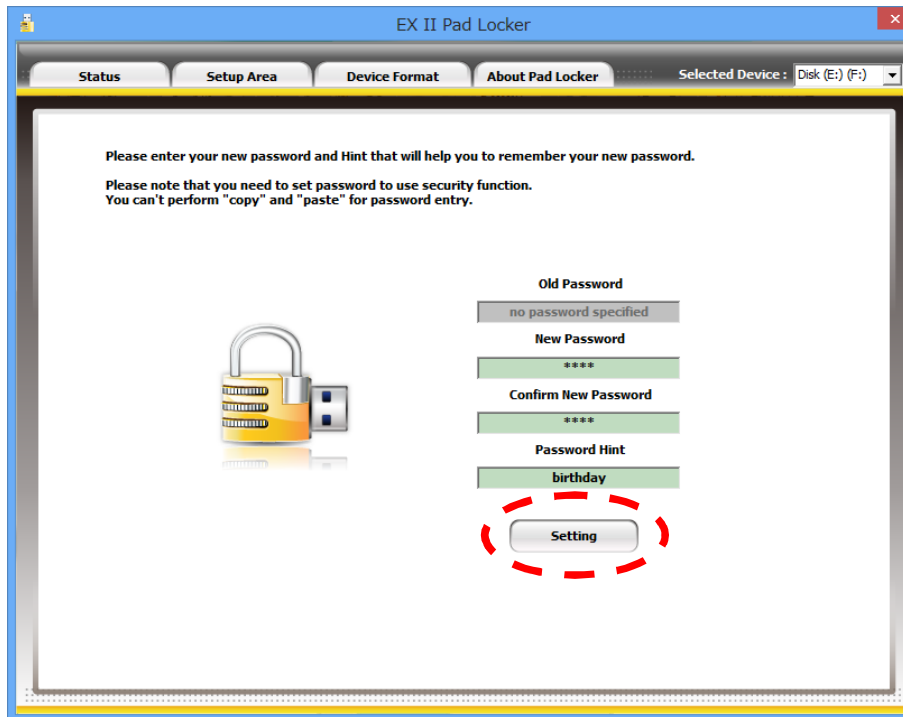 EX II Pad Locker
×
Status Setup Area Device Format About Pad Locker Selected Device : Disk (E:) (F:)
Please enter your new password and Hint that will help you to remember your new password.
Please note that you need to set password to use security function.
You can't perform "copy" and "paste" for password entry.
Old Password
no password specified
New Password
****
Confirm New Password
****
Password Hint
birthday
Setting